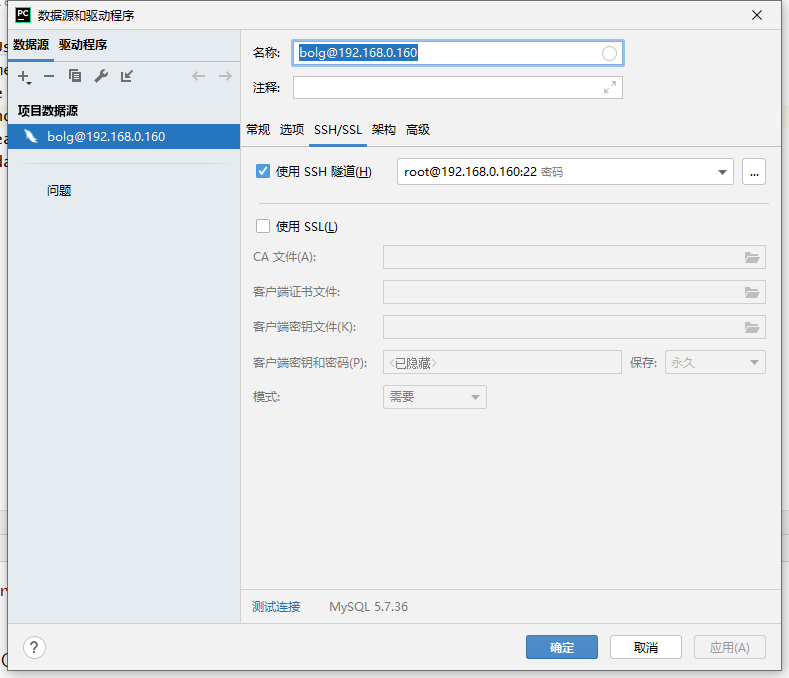 PC 数据源和驱动程序
数据源 驱动程序
项目数据源
bolg@192.168.0.160
问题
名称: bolg@192.168.0.160
注释:
常规 选项 SSH/SSL 架构 高级
使用 SSH 隧道(H) root@192.168.0.160:22 密码 ...
使用 SSL(L)
CA 文件(A):
客户端证书文件:
客户端密钥文件(K):
客户端密钥和密码(P): <已隐藏> 保存: 永久
模式: 需要
测试连接 MySQL 5.7.36
? 确定 取消 应用(A)